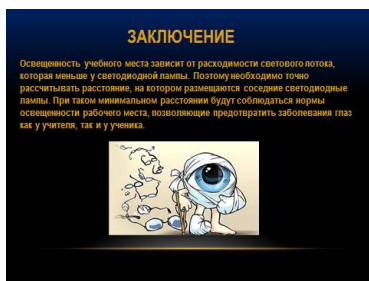 ЗАКЛЮЧЕНИЕ
Освещенность учебного места зависит от расходимости светового потока,
которая меньше у светодиодной лампы. Поэтому необходимо точно
рассчитывать расстояние, на котором размещаются соседние светодиодные
лампы. При таком минимальном расстоянии будут соблюдаться нормы
освещенности рабочего места, позволяющие предотвратить заболевания глаз
как у учителя, так и у ученика.